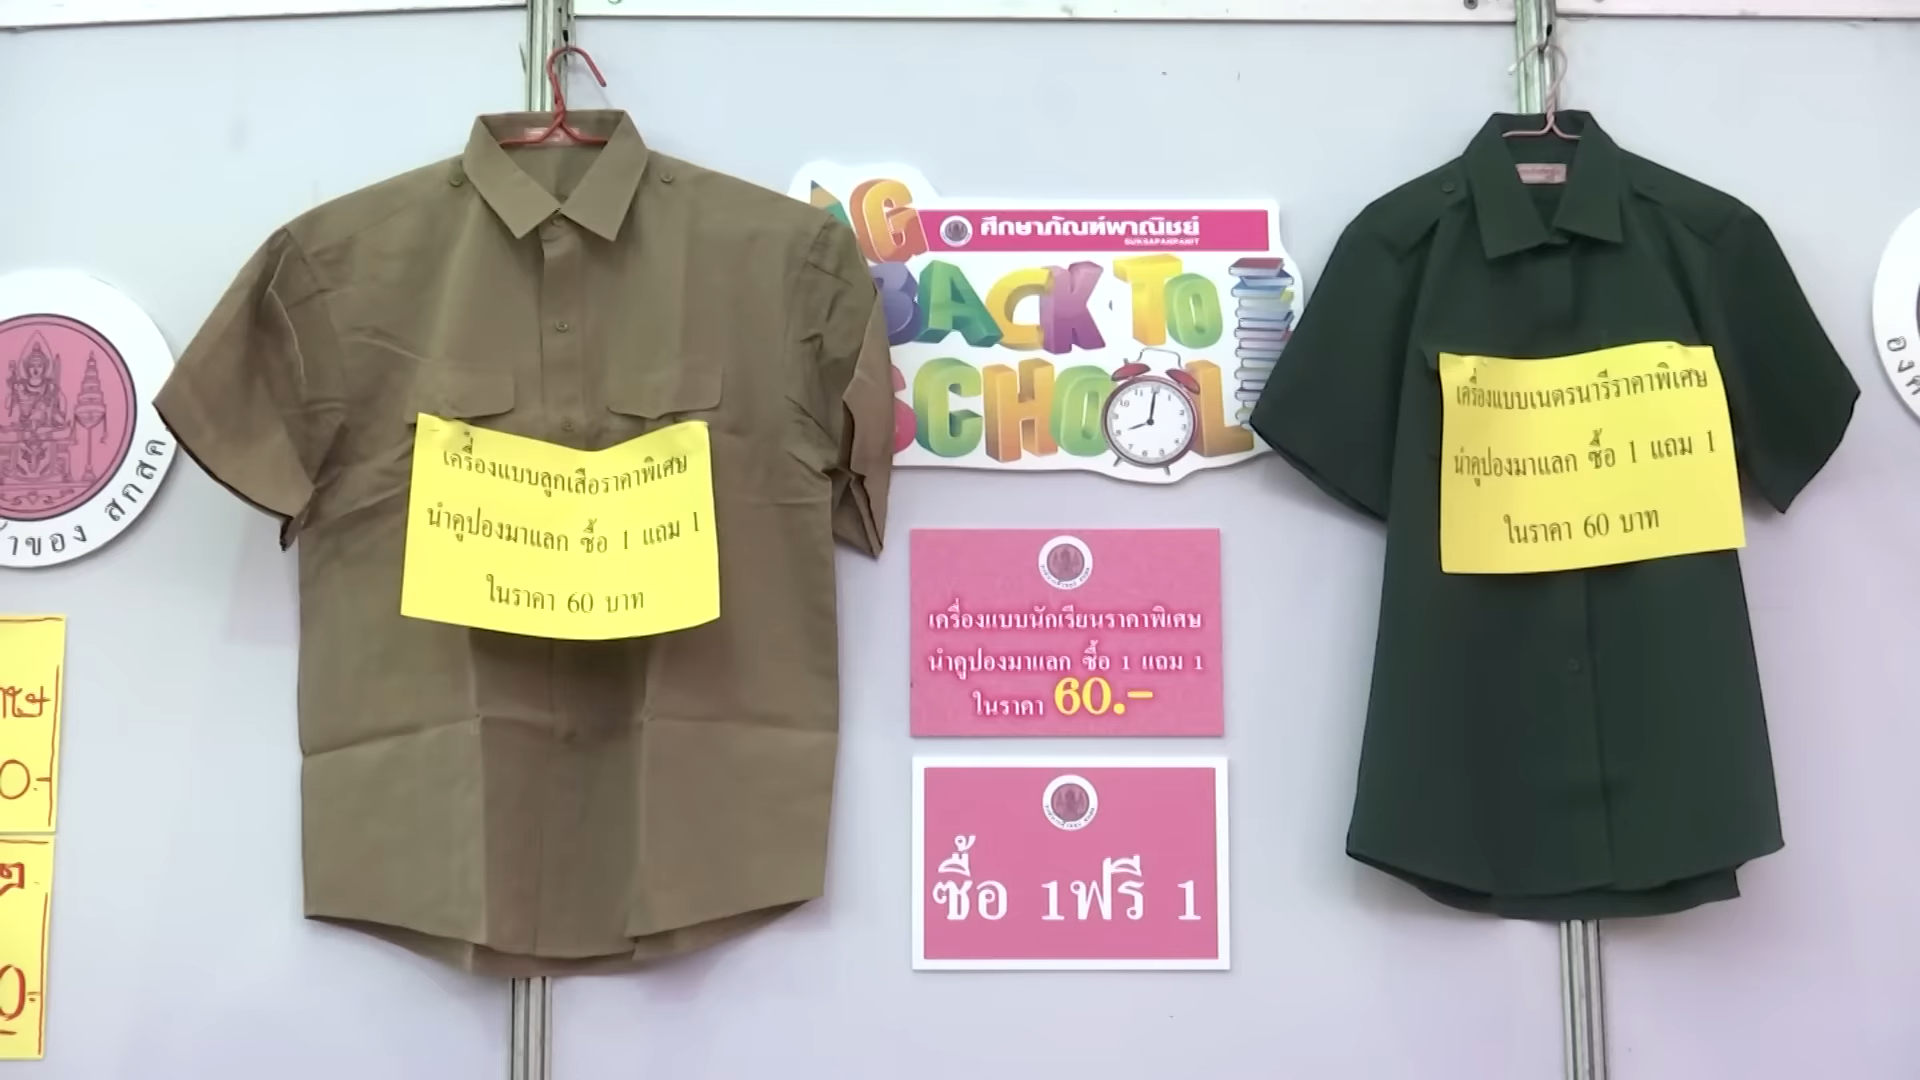 ศึกษาภัณฑ์พาณิชย์
SUKSAPANPANIT
BACK TO
SCHOOL
เครื่องแบบลูกเสือราคาพิเศษ
นำคูปองมาแลก ซื้อ 1 แถม 1
ในราคา 60 บาท
เครื่องแบบเนตรนารีราคาพิเศษ
นำคูปองมาแลก ซื้อ 1 แถม 1
ในราคา 60 บาท
เครื่องแบบนักเรียนราคาพิเศษ
นำคูปองมาแลก ซื้อ 1 แถม 1
ในราคา 60.-
ซื้อ 1ฟรี 1
ของ สกสค